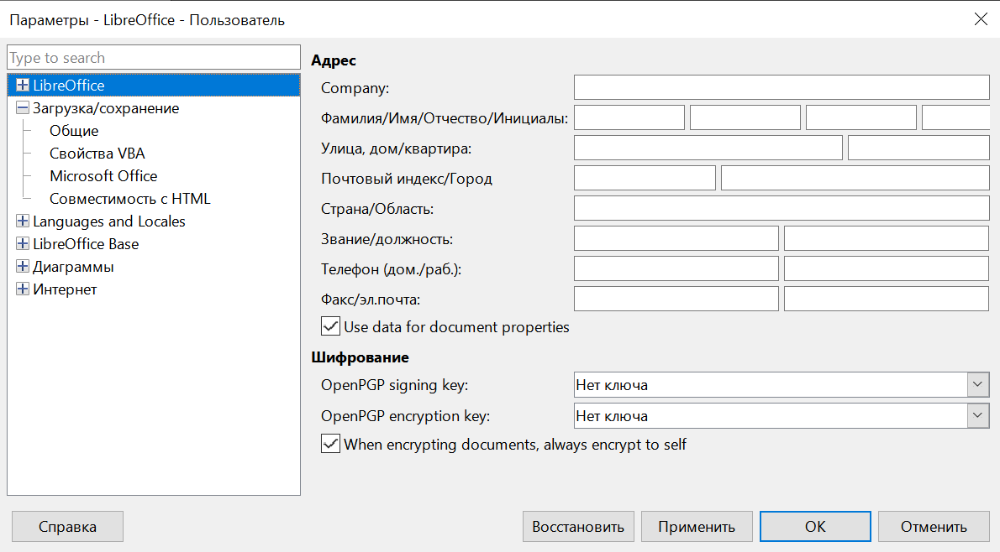 Параметры - LibreOffice - Пользователь
Type to search
LibreOffice
Загрузка/сохранение
Общие
Свойства VBA
Microsoft Office
Совместимость с HTML
Languages and Locales
LibreOffice Base
Диаграммы
Интернет
Адрес
Company:
Фамилия/Имя/Отчество/Инициалы:
Улица, дом/квартира:
Почтовый индекс/Город
Страна/Область:
Звание/должность:
Телефон (дом./раб.):
Факс/эл.почта:
Use data for document properties
Шифрование
OpenPGP signing key: Нет ключа
OpenPGP encryption key: Нет ключа
When encrypting documents, always encrypt to self
Справка Восстановить Применить ОК Отменить